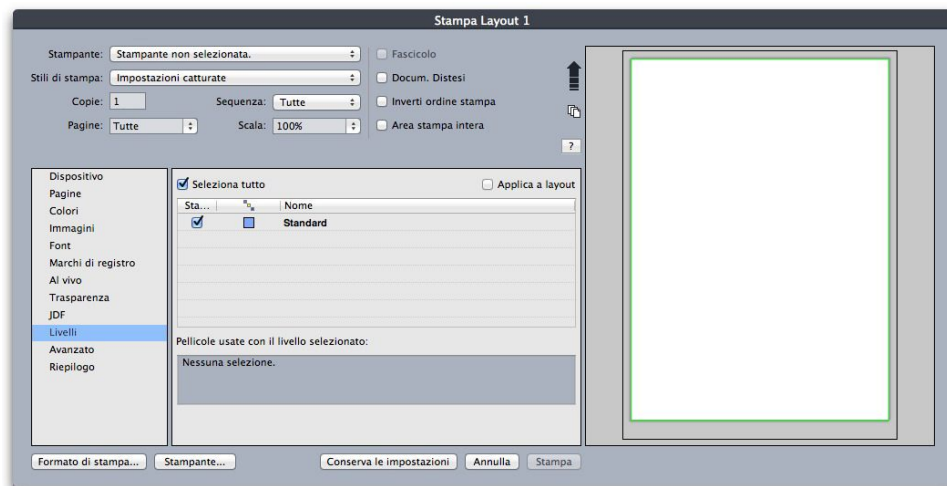 Stampa Layout 1
Stampante: Stampante non selezionata.
Fascicolo
Stili di stampa: Impostazioni catturate
Docum. Distesi
Copie: 1 Sequenza: Tutte
Inverti ordine stampa
Pagine: Tutte Scala: 100%
Area stampa intera
?
Dispositivo
Pagine
Colori
Immagini
Font
Marchi di registro
Al vivo
Trasparenza
JDF
Livelli
Avanzato
Riepilogo
Seleziona tutto
Applica a layout
Sta... Nome
Standard
Pellicole usate con il livello selezionato:
Nessuna selezione.
Formato di stampa... Stampante... Conserva le impostazioni Annulla Stampa